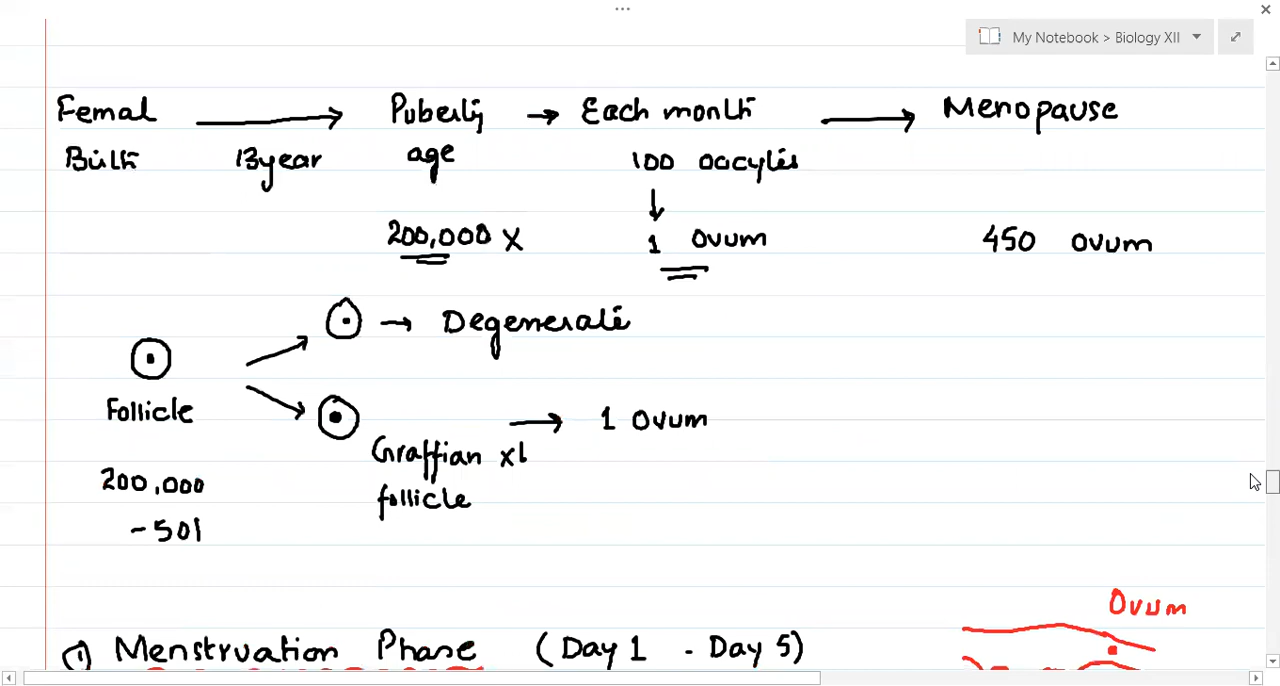 ...
My Notebook > Biology XII
Femal → Puberty → Each month → Menopause
Birth 13year age 100 oocytes
↓
200,000 x 1 Ovum 450 Ovum
→ Degenerate
Follicle → 1 Ovum
Graffian x1
200,000 follicle
-501
① Menstruation Phase (Day 1 - Day 5)
Ovum